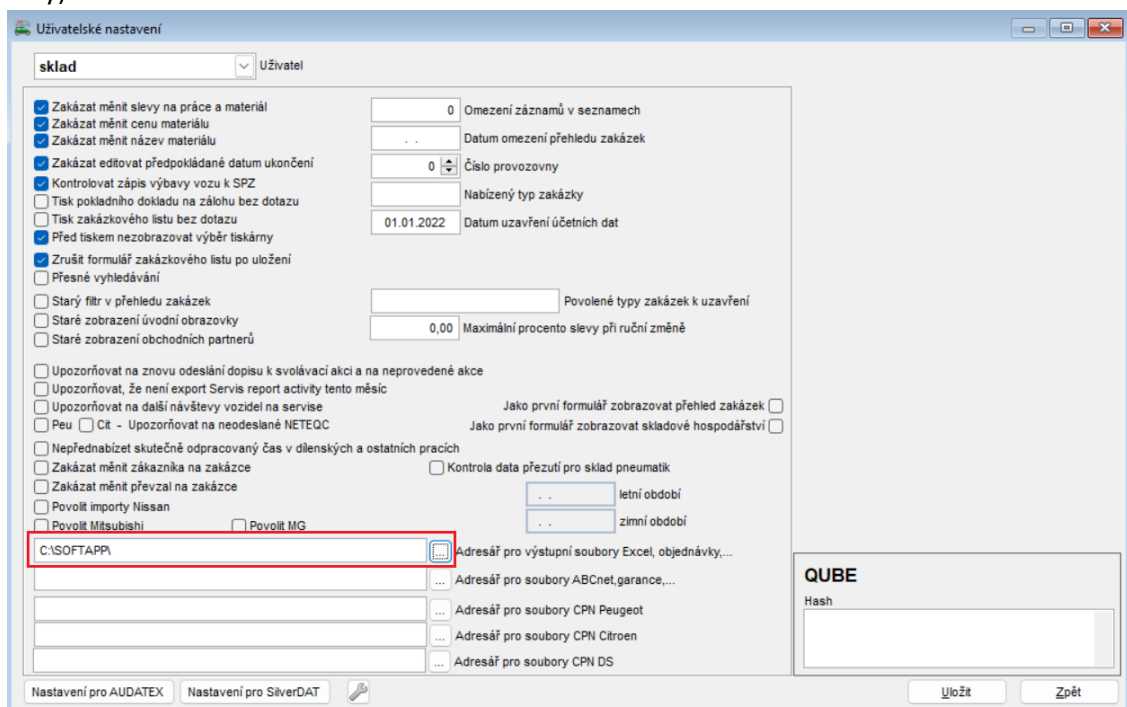 Uživatelské nastavení
sklad Uživatel
Zakázat měnit slevy na práce a materiál
Zakázat měnit cenu materiálu
Zakázat měnit název materiálu
Zakázat editovat předpokládané datum ukončení
Kontrolovat zápis výbavy vozu k SPZ
Tisk pokladního dokladu na zálohu bez dotazu
Tisk zakázkového listu bez dotazu
Před tiskem nezobrazovat výběr tiskárny
Zrušit formulář zakázkového listu po uložení
Přesné vyhledávání
Starý filtr v přehledu zakázek
Staré zobrazení úvodní obrazovky
Staré zobrazení obchodních partnerů
0 Omezení záznamů v seznamech
. . Datum omezení přehledu zakázek
0 Číslo provozovny
Nabízený typ zakázky
01.01.2022 Datum uzavření účetních dat
Povolené typy zakázek k uzavření
0,00 Maximální procento slevy při ruční změně
Upozorňovat na znovu odeslání dopisu k svolávací akci a na neprovedené akce
Upozorňovat, že není export Servis report activity tento měsíc
Upozorňovat na další návštevy vozidel na servise
Peu Cit - Upozorňovat na neodeslané NETEQC
Jako první formulář zobrazovat přehled zakázek
Jako první formulář zobrazovat skladové hospodářství
Nepřednabízet skutečně odpracovaný čas v dílenských a ostatních pracích
Zakázat měnit zákazníka na zakázce
Zakázat měnit převzal na zakázce
Povolit importy Nissan
Povolit Mitsubishi Povolit MG
Kontrola data přezutí pro sklad pneumatik
. . letní období
. . zimní období
C:\SOFTAPP\ ... Adresář pro výstupní soubory Excel, objednávky,...
... Adresář pro soubory ABCnet,garance,...
... Adresář pro soubory CPN Peugeot
... Adresář pro soubory CPN Citroen
... Adresář pro soubory CPN DS
QUBE
Hash
Nastavení pro AUDATEX Nastavení pro SilverDAT Uložit Zpět